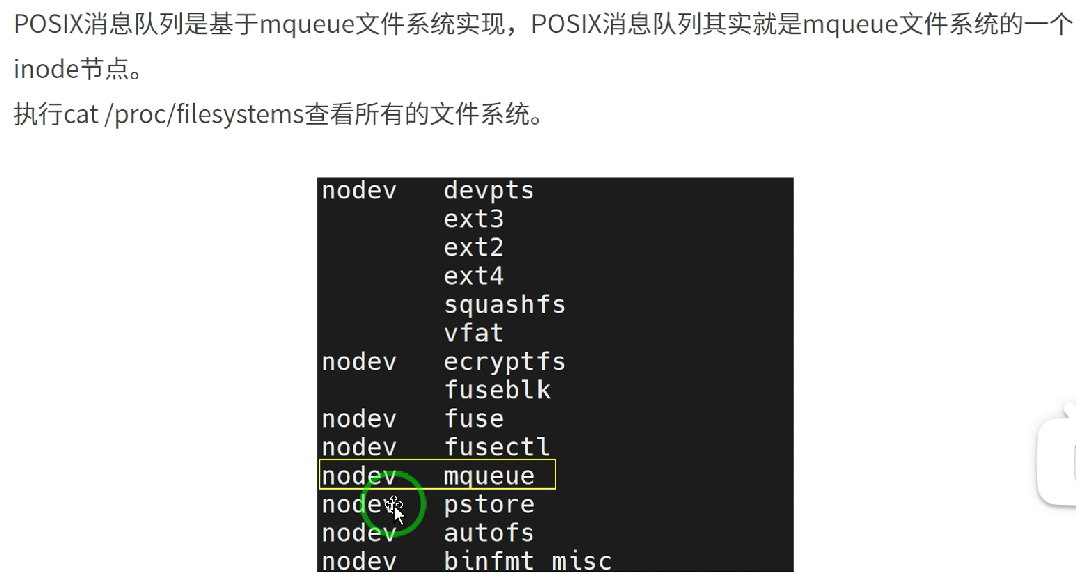 POSIX消息队列是基于mqueue文件系统实现，POSIX消息队列其实就是mqueue文件系统的一个
inode节点。
执行cat /proc/filesystems查看所有的文件系统。
nodev devpts
ext3
ext2
ext4
squashfs
vfat
nodev ecryptfs
fuseblk
nodev fuse
nodev fusectl
nodev mqueue
nodev pstore
nodev autofs
nodev binfmt_misc